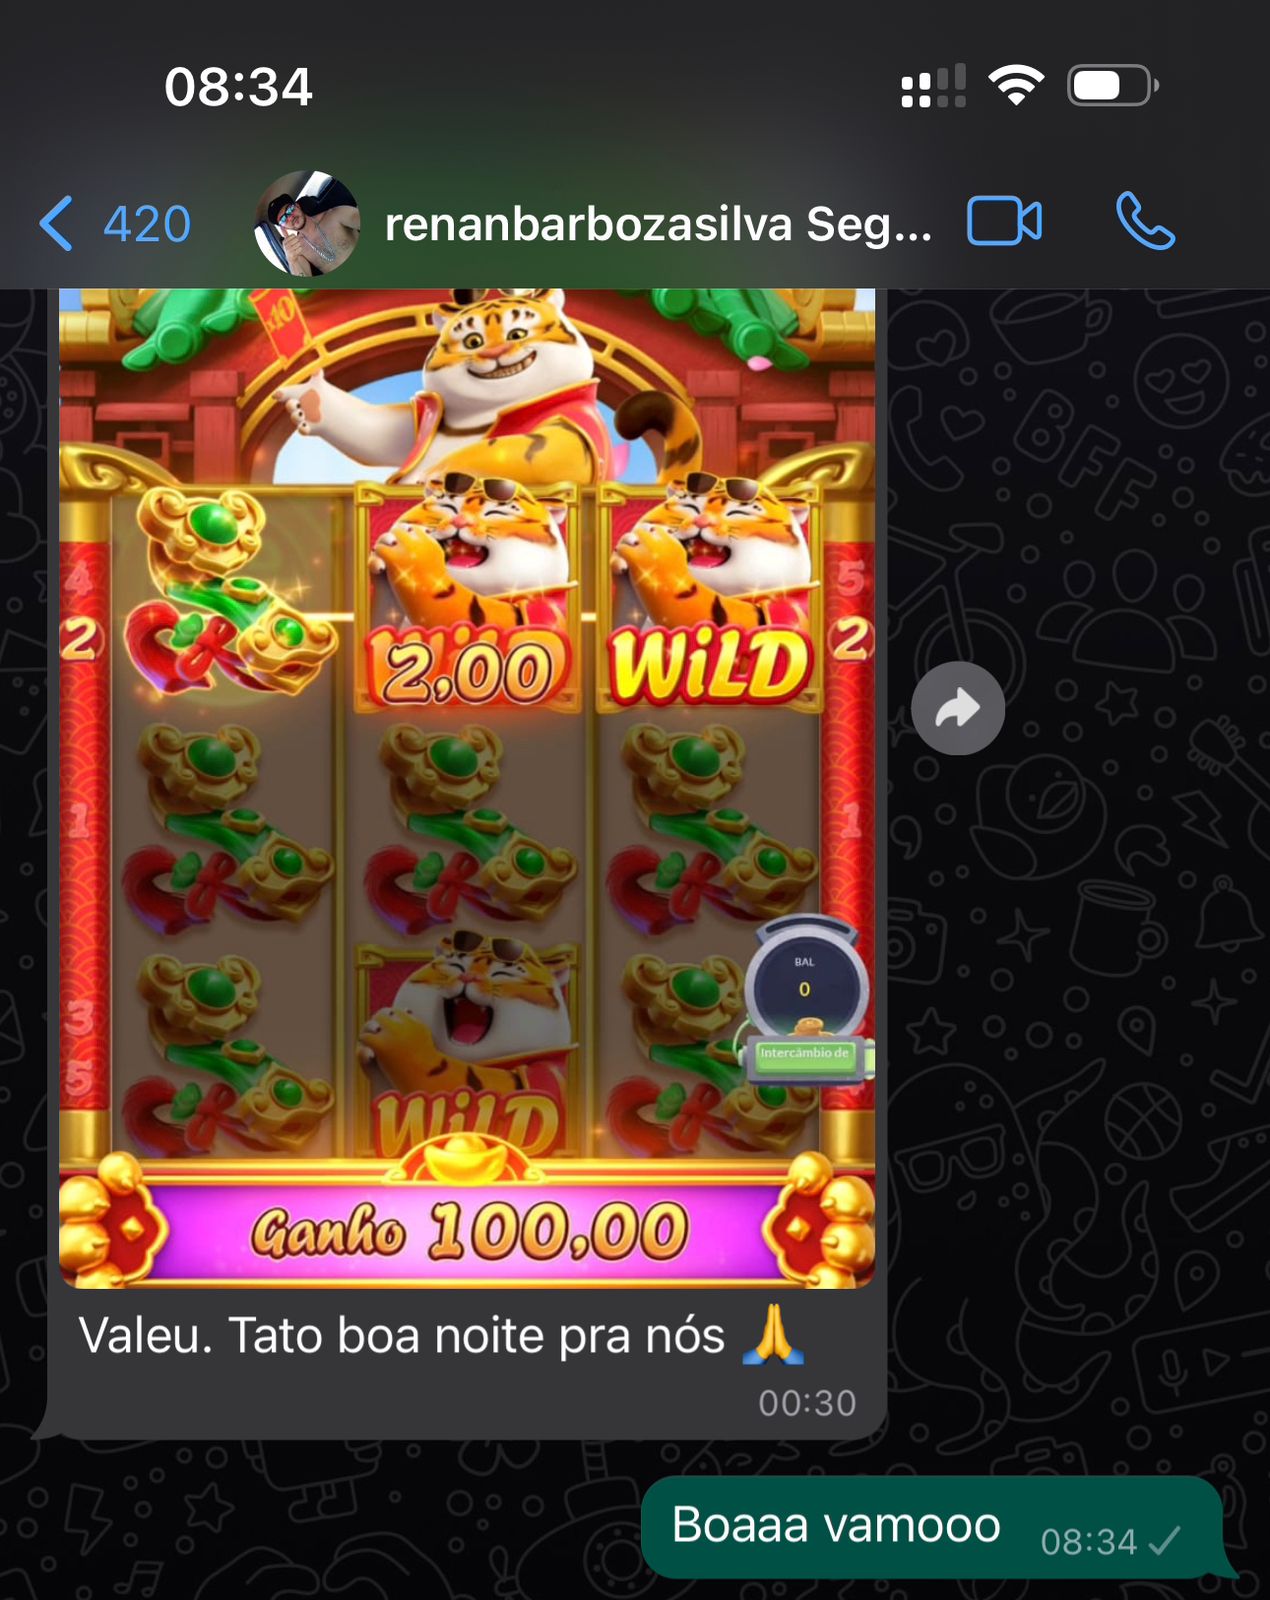 08:34
420
renanbarbozasilva Seg...
x10
4
5
2
2,00
WiLD
2
1
1
BAL
0
3
Intercâmbio de
5
WiLD
Ganho 100,00
Valeu. Tato boa noite pra nós 🙏
00:30
Boaaa vamooo
08:34